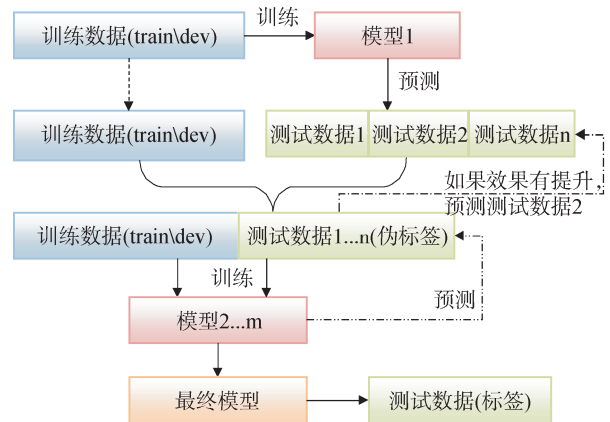 训练数据(train\dev)
训练
模型1
预测
训练数据(train\dev)
测试数据1
测试数据2
测试数据n
如果效果有提升,
预测测试数据2
训练数据(train\dev)
测试数据1...n(伪标签)
训练
预测
模型2...m
最终模型
测试数据(标签)